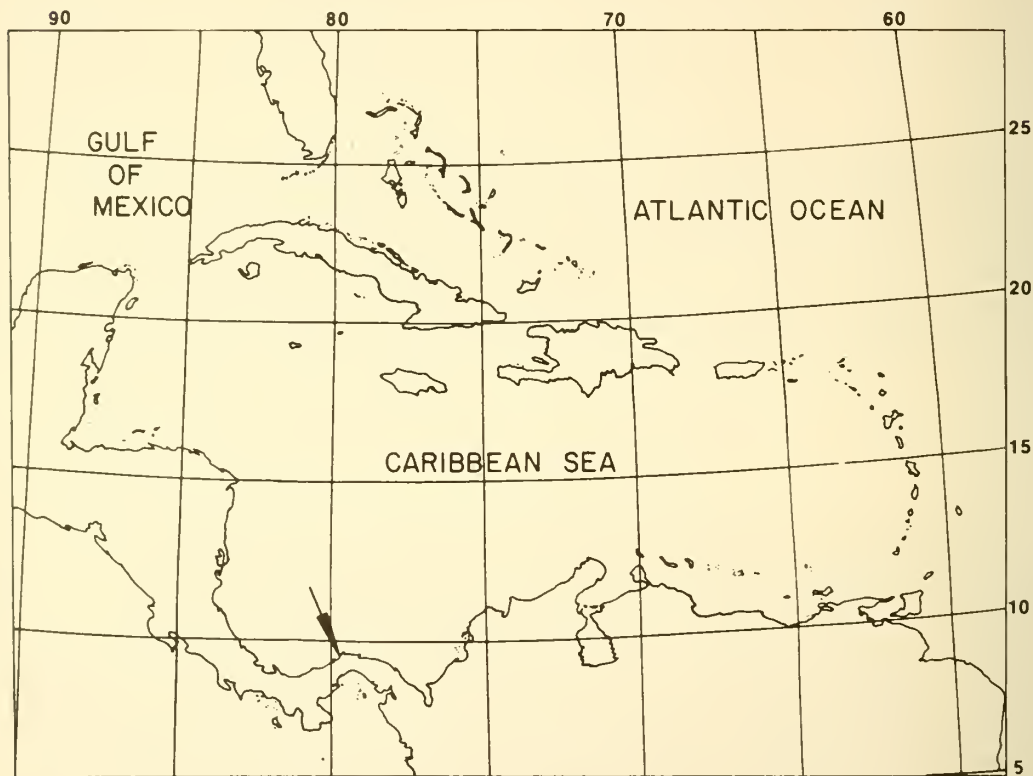 90 80 70 60
25
GULF
OF
MEXICO
ATLANTIC OCEAN
20
15
CARIBBEAN SEA
10
5